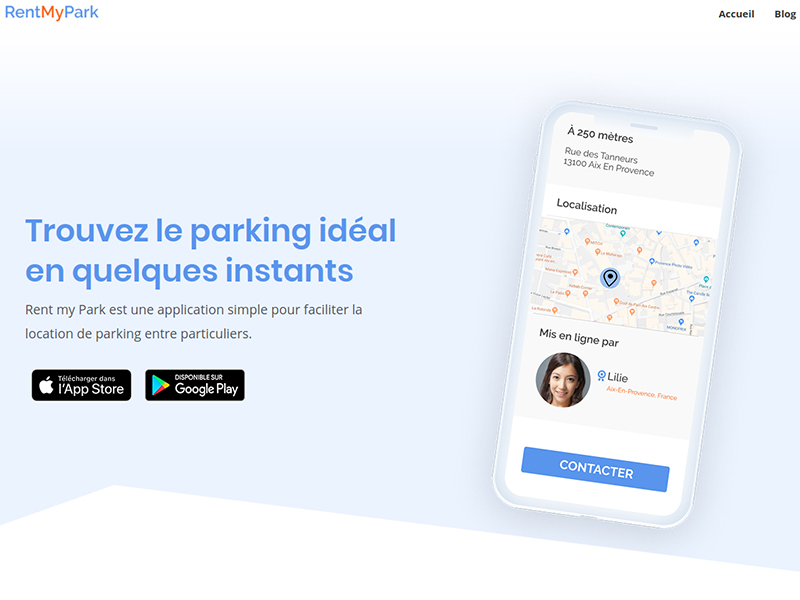 RentMyPark
Accueil
Blog
À 250 mètres
Rue des Tanneurs
13100 Aix En Provence
Localisation
Mis en ligne par
Lilie
Aix-En-Provence, France
CONTACTER
Trouvez le parking idéal
en quelques instants
Rent my Park est une application simple pour faciliter la
location de parking entre particuliers.
Télécharger dans
l'App Store
DISPONIBLE SUR
Google Play